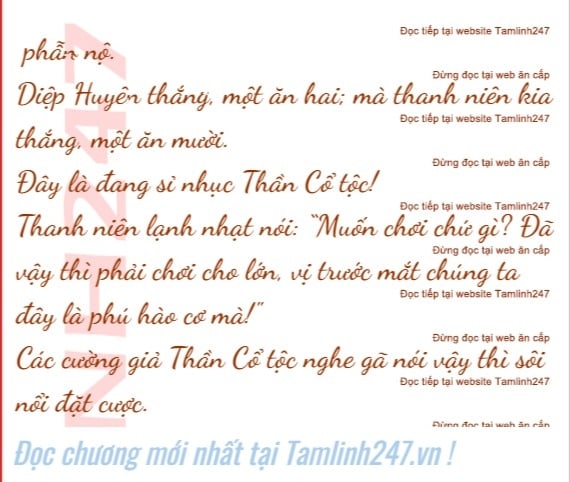 Đọc tiếp tại website Tamlinh247
phẫn nộ.
Đừng đọc tại web ăn cắp
Diệp Huyên thắng, một ăn hai; mà thanh niên kia
Đọc tiếp tại website Tamlinh247
thắng, một ăn mười.
Đừng đọc tại web ăn cắp
Đây là đang sỉ nhục Thần Cổ tộc!
Đọc tiếp tại website Tamlinh247
Thanh niên lạnh nhạt nói: “Muốn chơi chứ gì? Đã
Đừng đọc tại web ăn cắp
vậy thì phải chơi cho lớn, vị trước mắt chúng ta
Đọc tiếp tại website Tamlinh247
đây là phú hào cơ mà!"
Đừng đọc tại web ăn cắp
Các cường giả Thần Cổ tộc nghe gã nói vậy thì sôi
Đọc tiếp tại website Tamlinh247
nổi đặt cược.
Đừng đọc tại web ăn cắp
NH247
Đọc chương mới nhất tại Tamlinh247.vn !